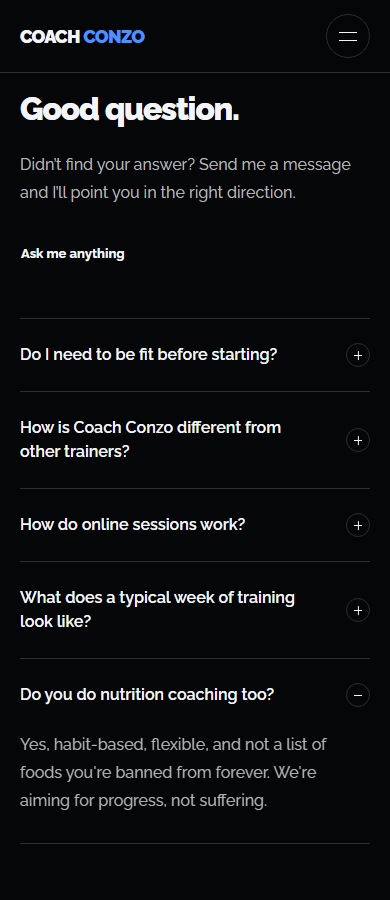 COACH CONZO
Good question.
Didn't find your answer? Send me a message
and I'll point you in the right direction.
Ask me anything
Do I need to be fit before starting?
How is Coach Conzo different from
other trainers?
How do online sessions work?
What does a typical week of training
look like?
Do you do nutrition coaching too?
Yes, habit-based, flexible, and not a list of
foods you're banned from forever. We're
aiming for progress, not suffering.